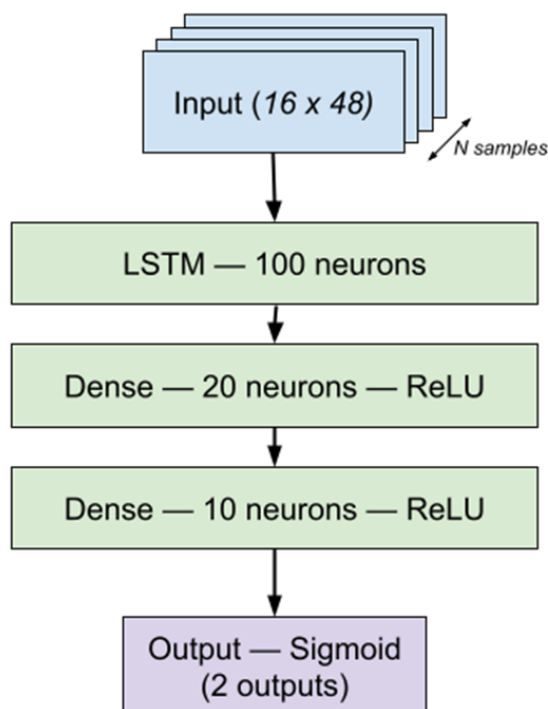 Input (16 x 48)
N samples
LSTM — 100 neurons
Dense — 20 neurons — ReLU
Dense — 10 neurons — ReLU
Output — Sigmoid
(2 outputs)